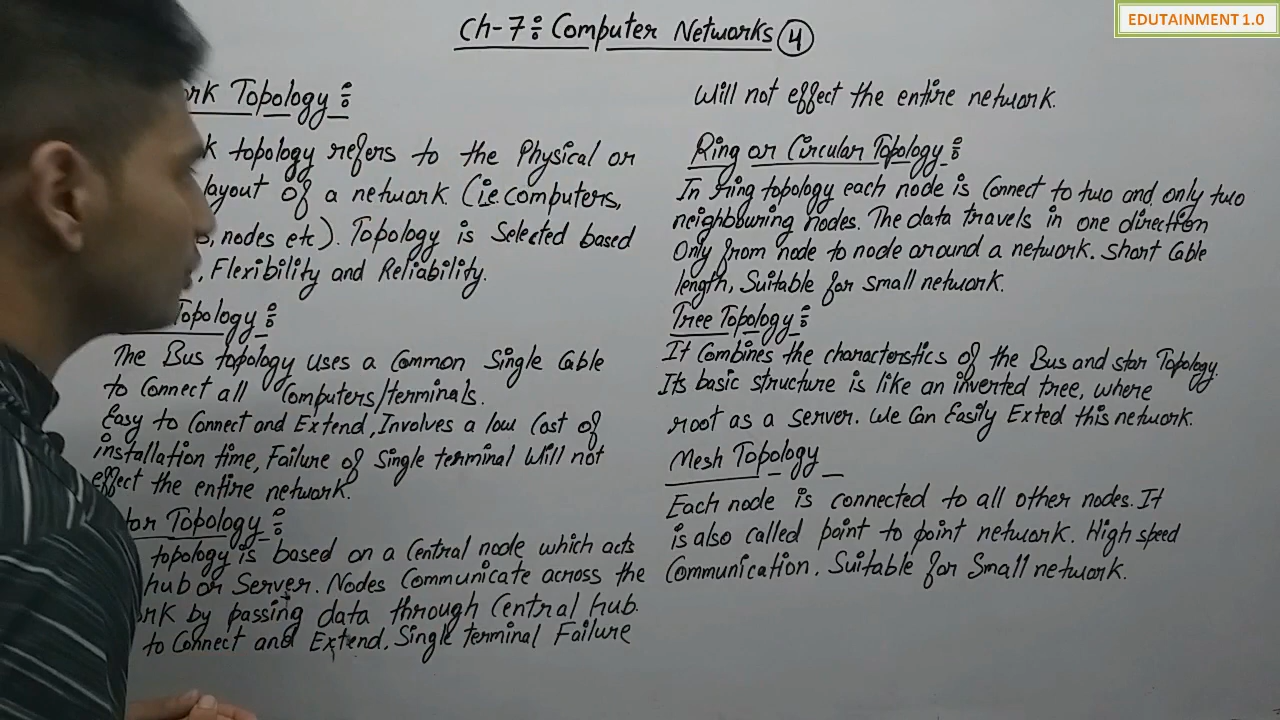 EDUTAINMENT 1.0
Ch-7: Computer Networks 4
Topology :
topology refers to the Physical or
layout of a network (i.e. computers,
nodes etc). Topology is Selected based
, Flexibility and Reliability.
Topology :
The Bus topology uses a Common Single Cable
to Connect all Computers/terminals.
Easy to Connect and Extend, Involves a low Cost of
installation time, Failure of Single terminal Will not
effect the entire network.
Topology :
topology is based on a Central node which acts
hub or Server. Nodes Communicate across the
by passing data through Central hub.
to Connect and Extend. Single terminal Failure
Will not effect the entire network.
Ring or Circular Topology :
In ring topology each node is Connect to two and only two
neighbouring nodes. The data travels in one direction
Only from node to node around a network. Short Cable
length, Suitable for Small network.
Tree Topology :
It Combines the characterstics of the Bus and star Topology.
Its basic structure is like an inverted tree, where
root as a server. We Can Easily Exted this network.
Mesh Topology
Each node is connected to all other nodes. It
is also called point to point network. High speed
Communication. Suitable for Small network.